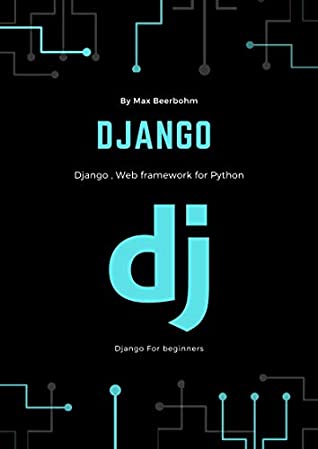 By Max Beerbohm
DJANGO
Django , Web framework for Python
dj
Django For beginners